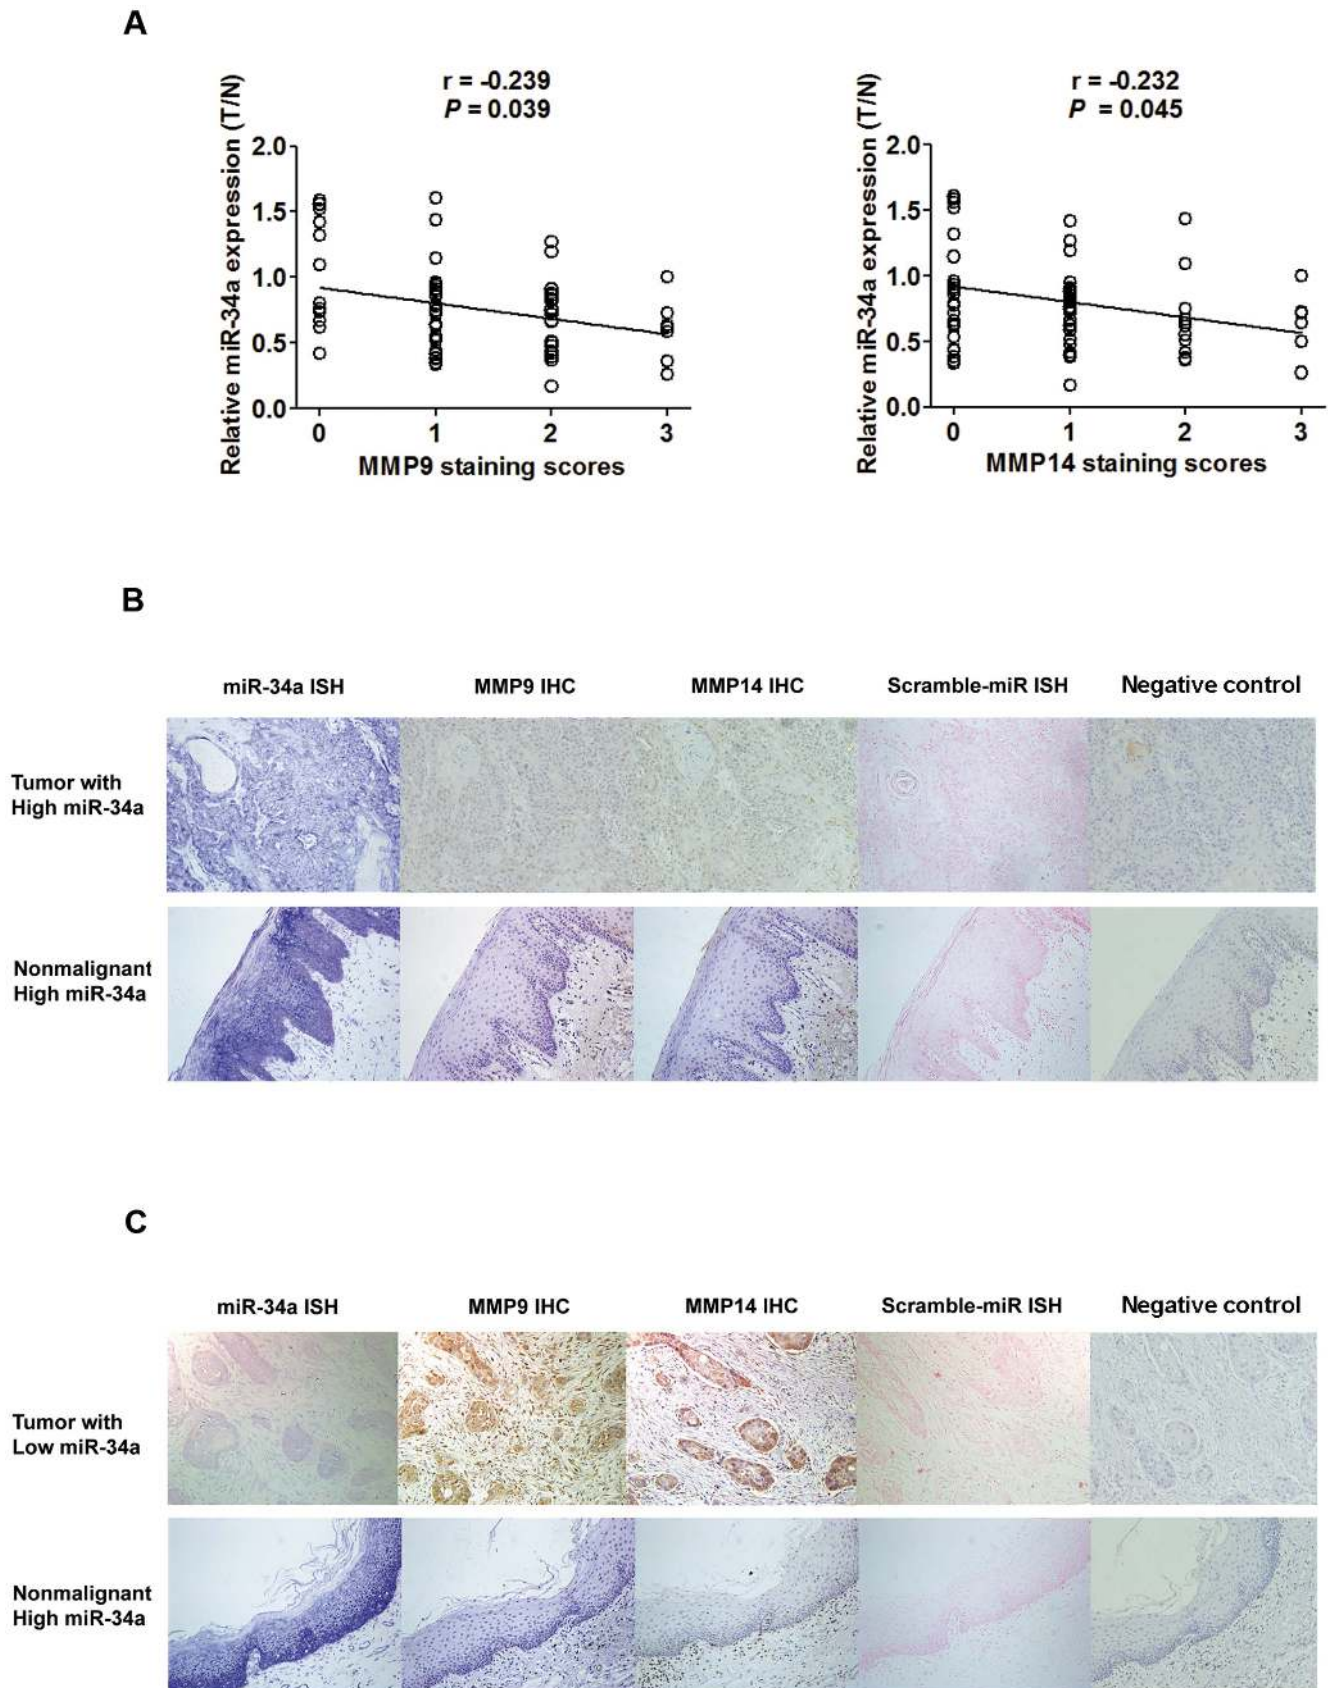 A
r = -0.239
P = 0.039
Relative miR-34a expression (T/N)
2.0
1.5
1.0
0.5
0.0
0 1 2 3
MMP9 staining scores
r = -0.232
P = 0.045
Relative miR-34a expression (T/N)
2.0
1.5
1.0
0.5
0.0
0 1 2 3
MMP14 staining scores
B
miR-34a ISH MMP9 IHC MMP14 IHC Scramble-miR ISH Negative control
Tumor with
High miR-34a
Nonmalignant
High miR-34a
C
miR-34a ISH MMP9 IHC MMP14 IHC Scramble-miR ISH Negative control
Tumor with
Low miR-34a
Nonmalignant
High miR-34a